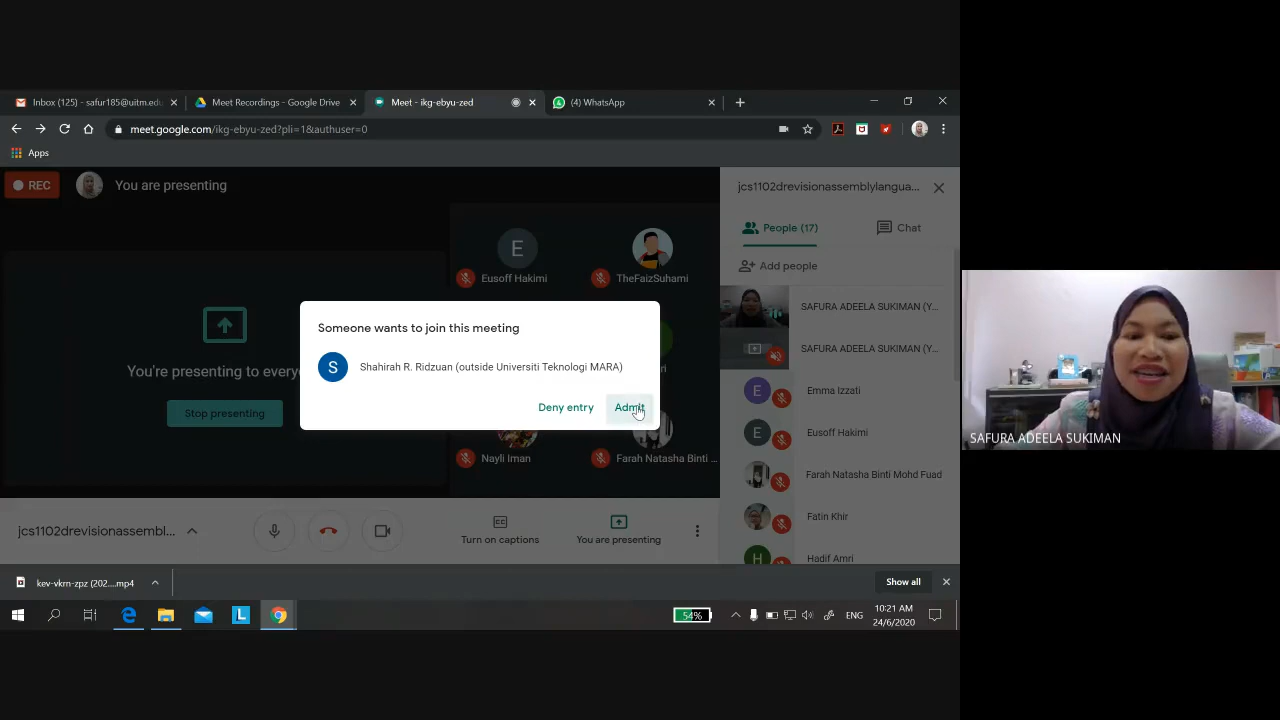 Inbox (125) - safur185@uitm.edu
Meet Recordings - Google Drive
Meet - ikg-ebyu-zed
(4) WhatsApp
meet.google.com/ikg-ebyu-zed?pli=1&authuser=0
Apps
REC
You are presenting
jcs1102drevisionassemblylangua...
People (17)
Chat
Add people
E
Eusoff Hakimi
TheFaizSuhami
SAFURA ADEELA SUKIMAN (Y...
SAFURA ADEELA SUKIMAN (Y...
Someone wants to join this meeting
S
Shahirah R. Ridzuan (outside Universiti Teknologi MARA)
Deny entry
Admit
You're presenting to everyo
Stop presenting
Nayli Iman
Farah Natasha Binti ...
E
Emma Izzati
E
Eusoff Hakimi
Farah Natasha Binti Mohd Fuad
Fatin Khir
H
Hadif Amri
SAFURA ADEELA SUKIMAN
jcs1102drevisionassembl...
Turn on captions
You are presenting
kev-vkrn-zpz (202....mp4
Show all
54%
ENG
10:21 AM
24/6/2020